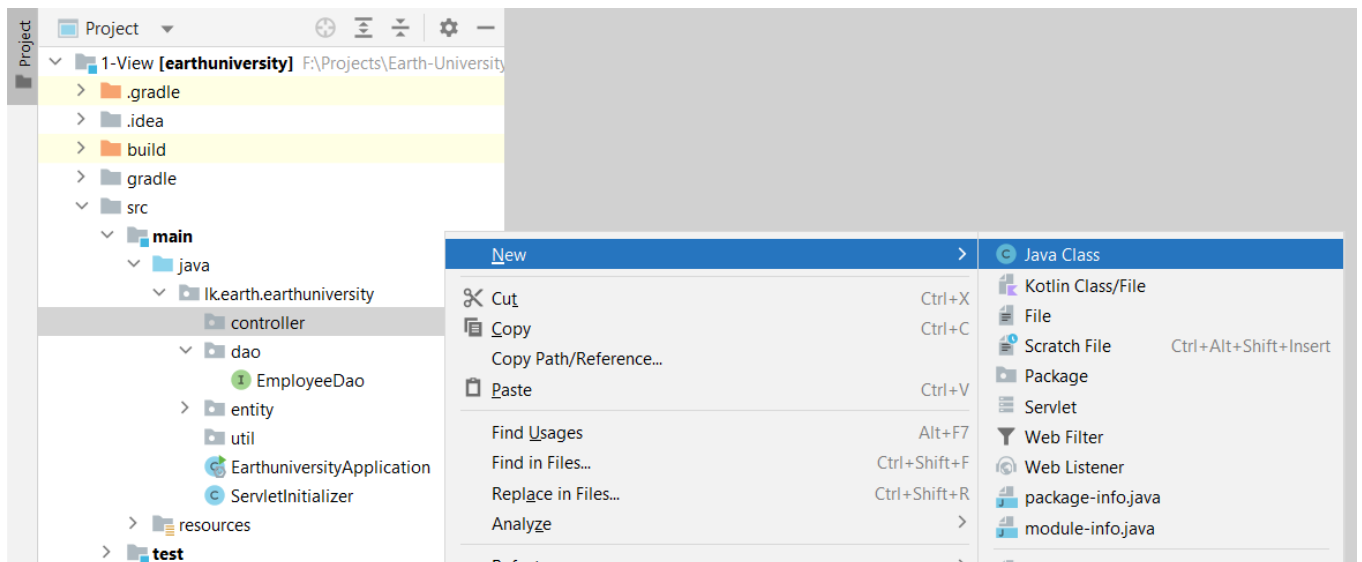 Project
Project
1-View [earthuniversity] F:\Projects\Earth-University
.gradle
.idea
build
gradle
src
main
java
lk.earth.earthuniversity
controller
dao
EmployeeDao
entity
util
EarthuniversityApplication
ServletInitializer
resources
test
New
Cut Ctrl+X
Copy Ctrl+C
Copy Path/Reference...
Paste Ctrl+V
Find Usages Alt+F7
Find in Files... Ctrl+Shift+F
Replace in Files... Ctrl+Shift+R
Analyze
Java Class
Kotlin Class/File
File
Scratch File Ctrl+Alt+Shift+Insert
Package
Servlet
Web Filter
Web Listener
package-info.java
module-info.java